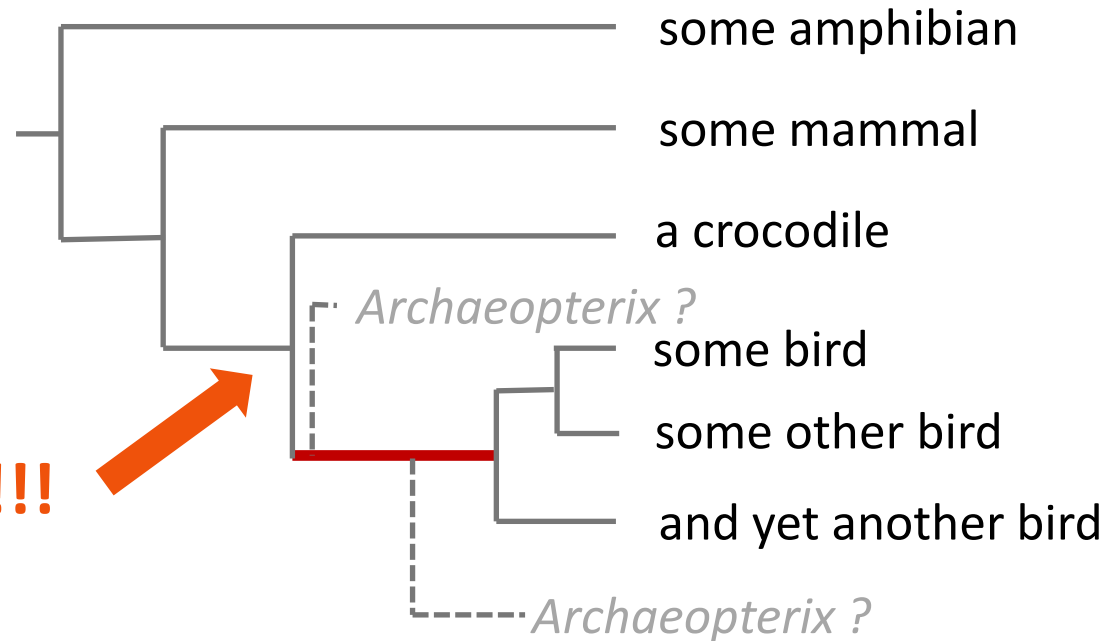 some amphibian
some mammal
a crocodile
Archaeopterix ?
some bird
some other bird
!!!
and yet another bird
Archaeopterix ?